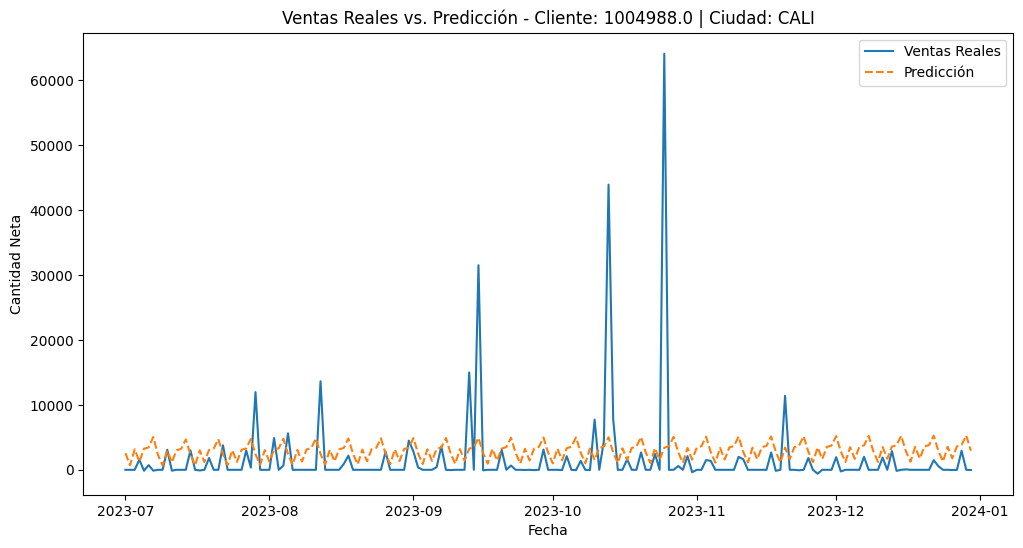 Ventas Reales vs. Predicción - Cliente: 1004988.0 | Ciudad: CALI
Ventas Reales
Predicción
60000
50000
40000
30000
20000
10000
0
Cantidad Neta
2023-07
2023-08
2023-09
2023-10
2023-11
2023-12
2024-01
Fecha